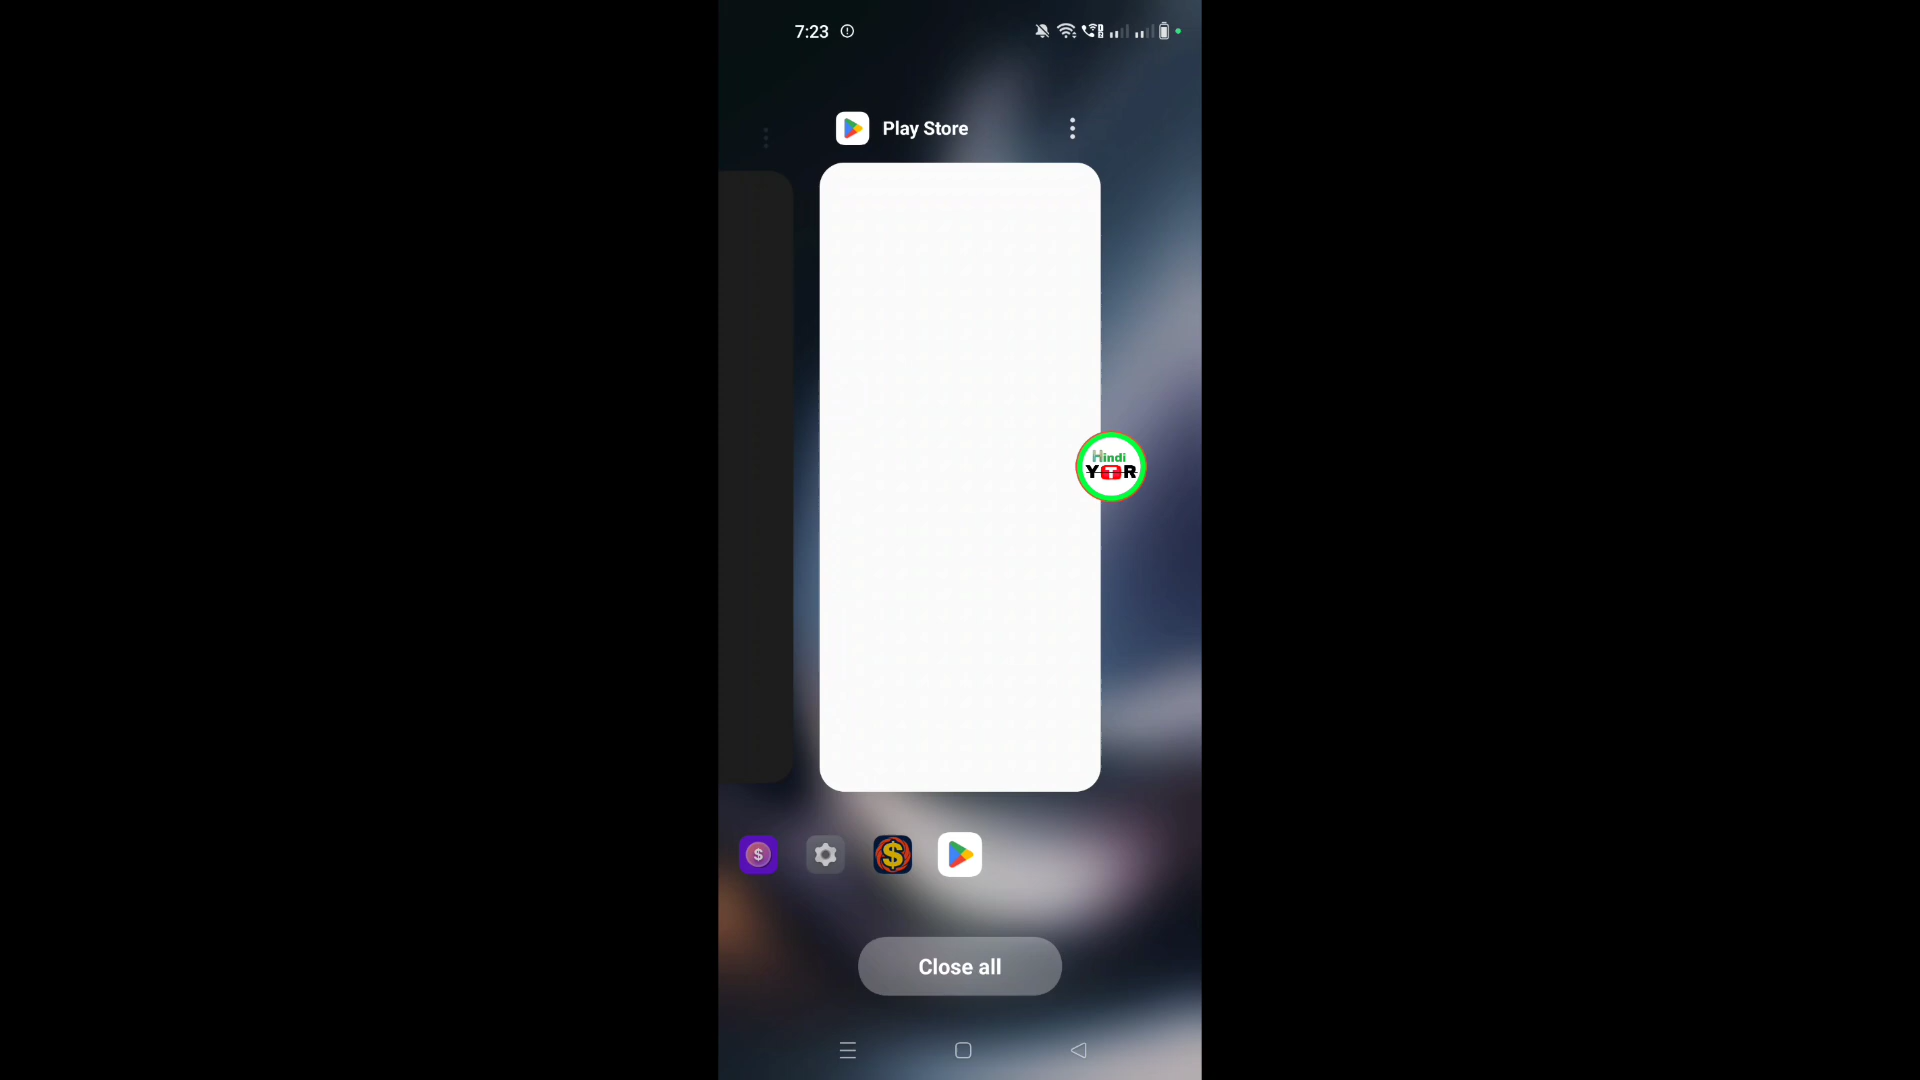 7:23
Play Store
Hindi
YTR
$
$
Close all